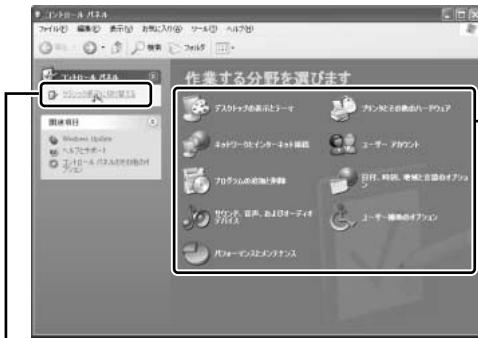 コントロール パネル
ファイル(F) 編集(E) 表示(V) お気に入り(A) ツール(T) ヘルプ(H)
検索 フォルダ
コントロール パネル
クラシック表示に切り替える
関連項目
Windows Update
ヘルプとサポート
コントロール パネルのその他のオプション
作業する分野を選びます
デスクトップの表示とテーマ
プリンタとその他のハードウェア
ネットワークとインターネット接続
ユーザー アカウント
プログラムの追加と削除
日付、時刻、地域と言語のオプション
サウンド、音声、およびオーディオ デバイス
ユーザー補助のオプション
パフォーマンスとメンテナンス